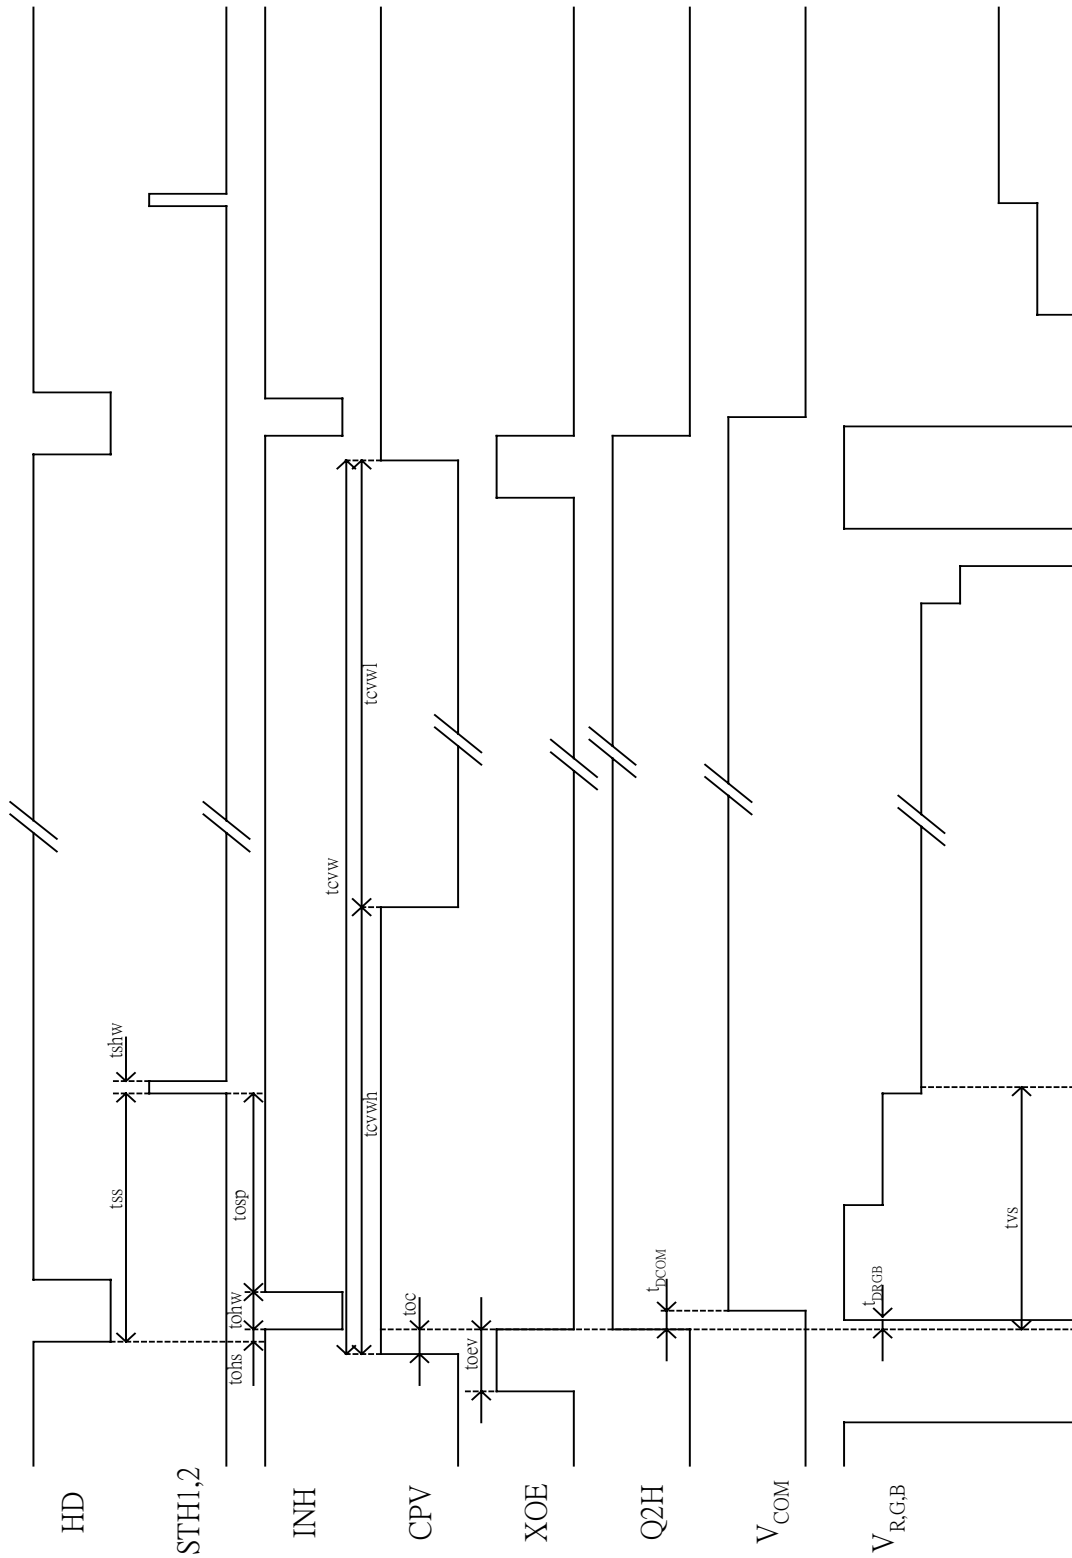 HD
STH1,2
INH
CPV
XOE
Q2H
VCOM
VR,G,B
tss
tshw
tohs
tohw
tosp
tcvw
tcvwh
tcvwl
toc
toev
tDCOM
tDRGB
tvs